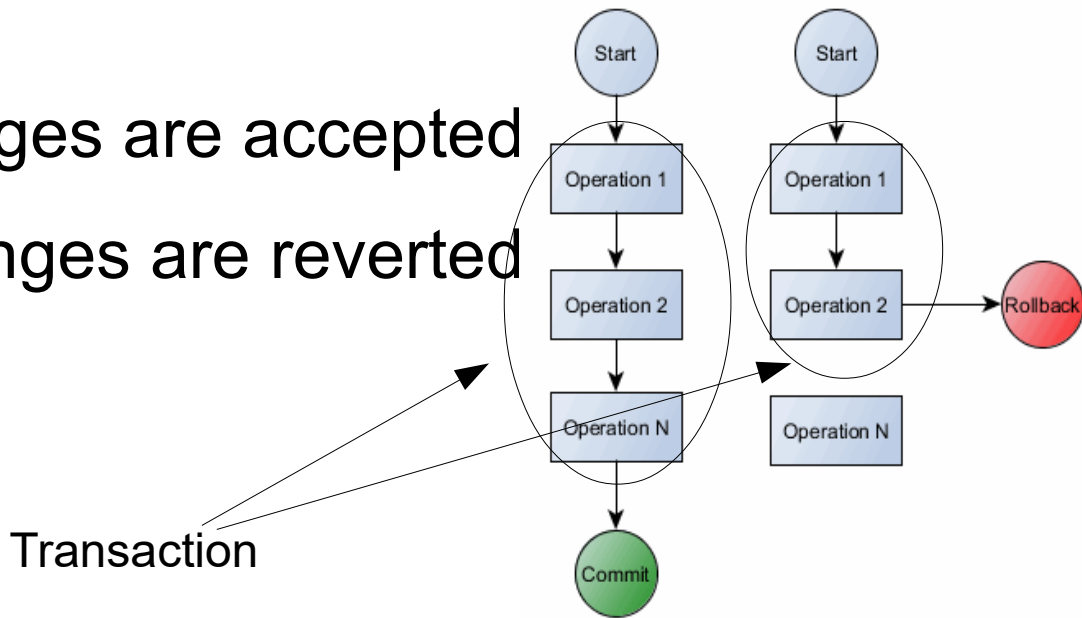 ges are accepted
nges are reverted
Transaction
Start
Operation 1
Operation 2
Operation N
Commit
Start
Operation 1
Operation 2
Rollback
Operation N